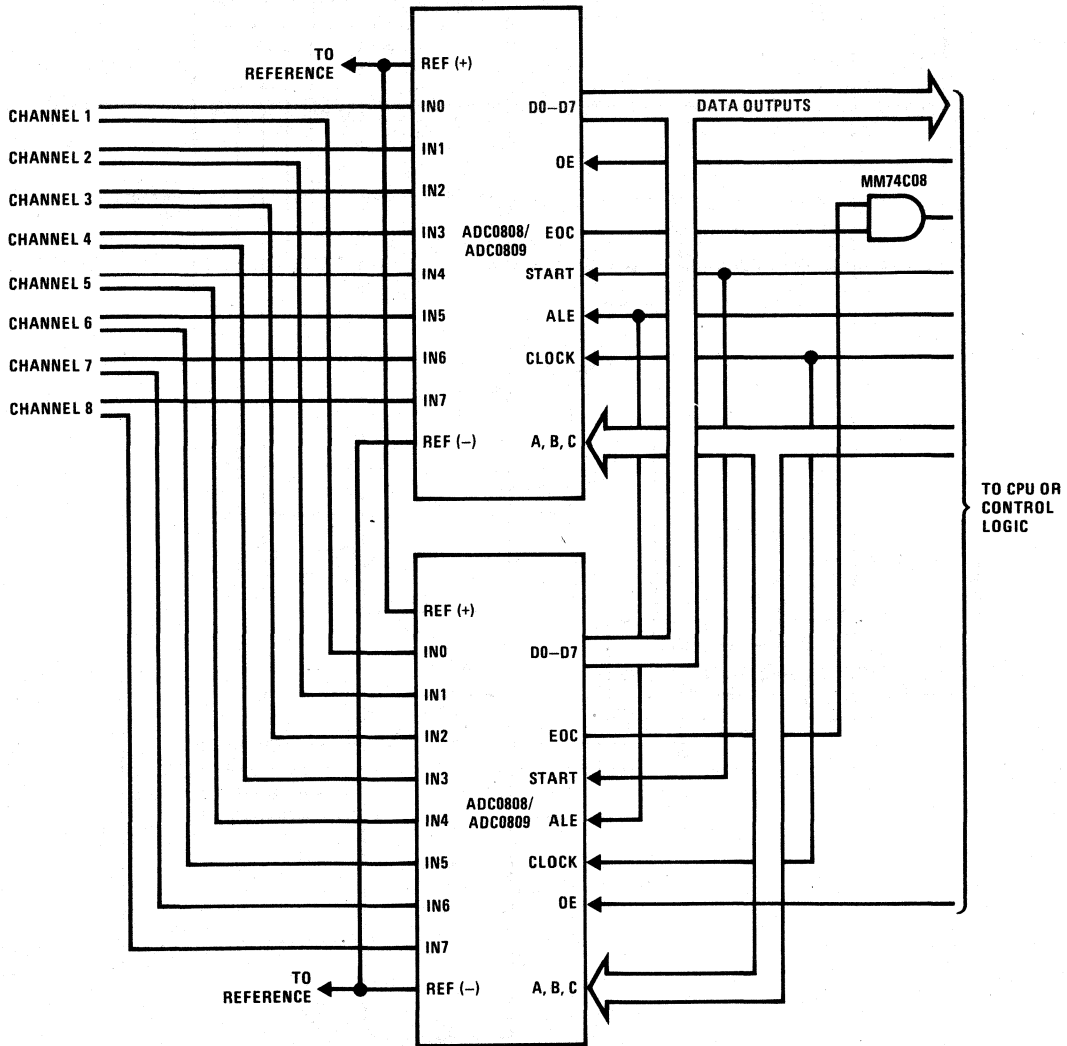 TO
REFERENCE
REF (+)
IN0
D0–D7
DATA OUTPUTS
CHANNEL 1
IN1
OE
CHANNEL 2
IN2
MM74C08
CHANNEL 3
IN3
ADC0808/
ADC0809
EOC
CHANNEL 4
IN4
START
CHANNEL 5
IN5
ALE
CHANNEL 6
IN6
CLOCK
CHANNEL 7
IN7
CHANNEL 8
REF (–)
A, B, C
TO CPU OR
CONTROL
LOGIC
REF (+)
IN0
D0–D7
IN1
IN2
EOC
IN3
START
ADC0808/
ADC0809
IN4
ALE
IN5
CLOCK
IN6
OE
IN7
TO
REFERENCE
REF (–)
A, B, C